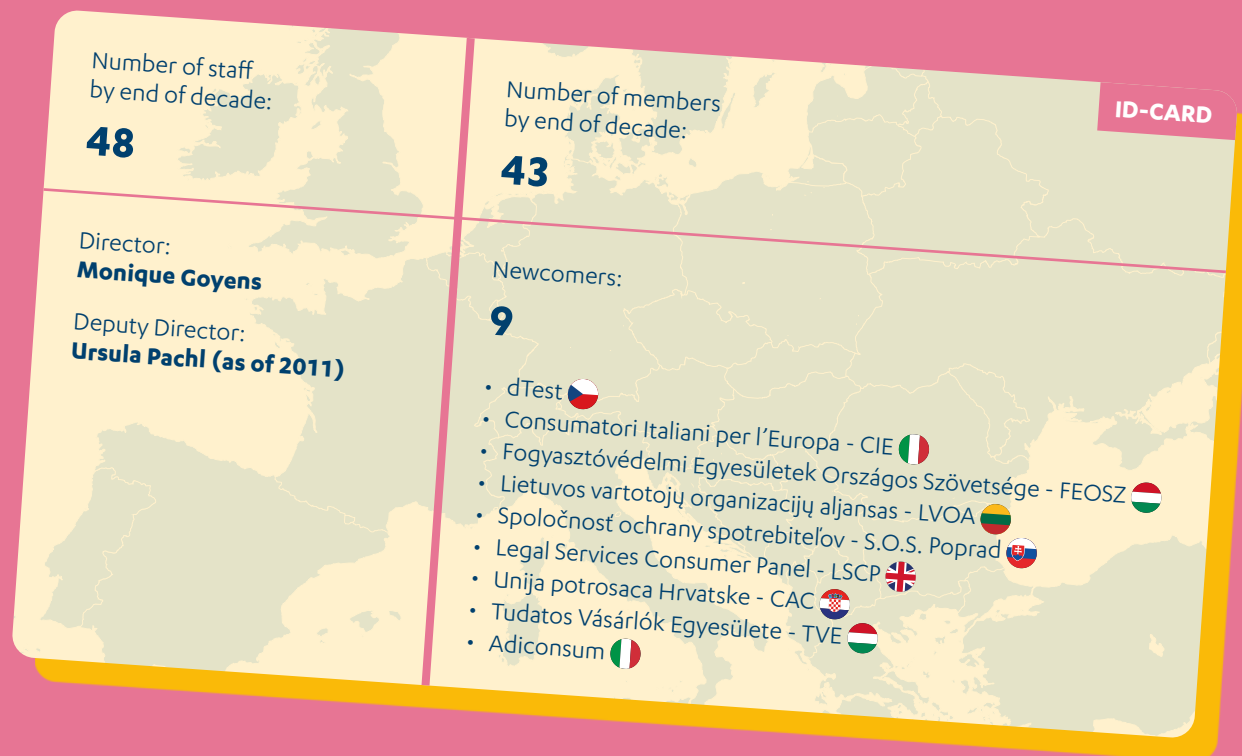 Number of staff
by end of decade:
48
Number of members
by end of decade:
43
ID-CARD
Director:
Monique Goyens
Deputy Director:
Ursula Pachl (as of 2011)
Newcomers:
9
• dTest
• Consumatori Italiani per l’Europa - CIE
• Fogyasztóvédelmi Egyesületek Országos Szövetsége - FEOSZ
• Lietuvos vartotojų organizacijų aljansas - LVOA
• Spoločnosť ochrany spotrebiteľov - S.O.S. Poprad
• Legal Services Consumer Panel - LSCP
• Unija potrosaca Hrvatske - CAC
• Tudatos Vásárlók Egyesülete - TVE
• Adiconsum